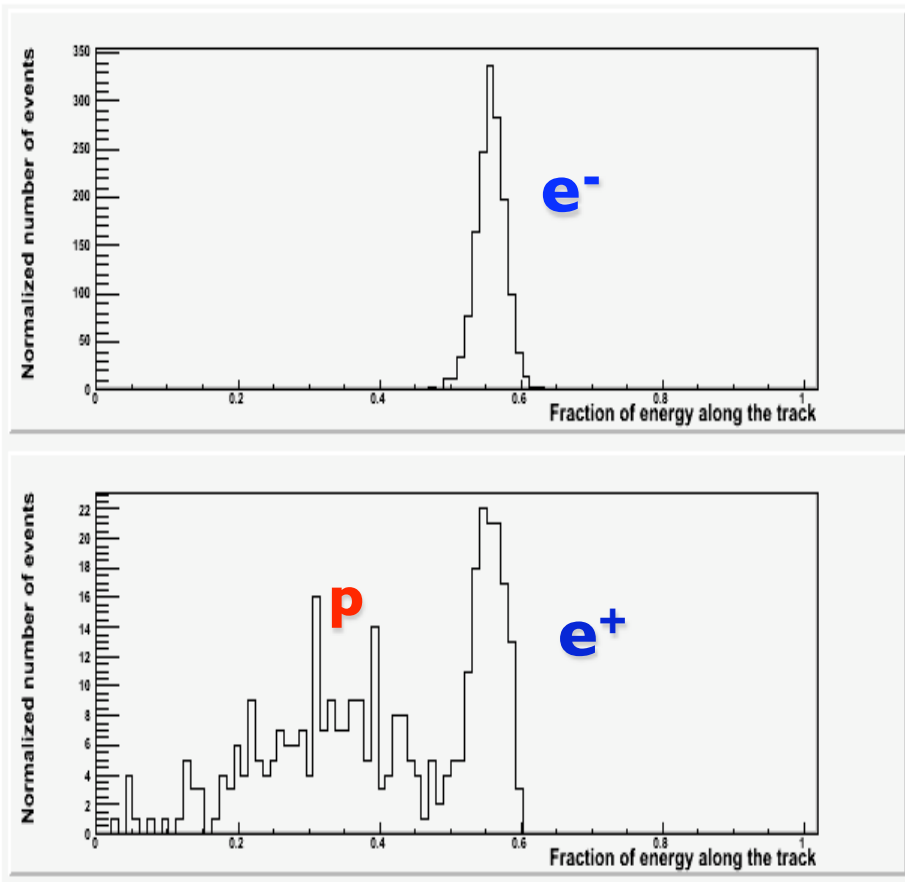 Normalized number of events
350
300
250
200
150
100
50
0
e-
0 0.2 0.4 0.6 0.8 1
Fraction of energy along the track
Normalized number of events
22
20
18
16
14
12
10
8
6
4
2
0
p
e+
0 0.2 0.4 0.6 0.8 1
Fraction of energy along the track